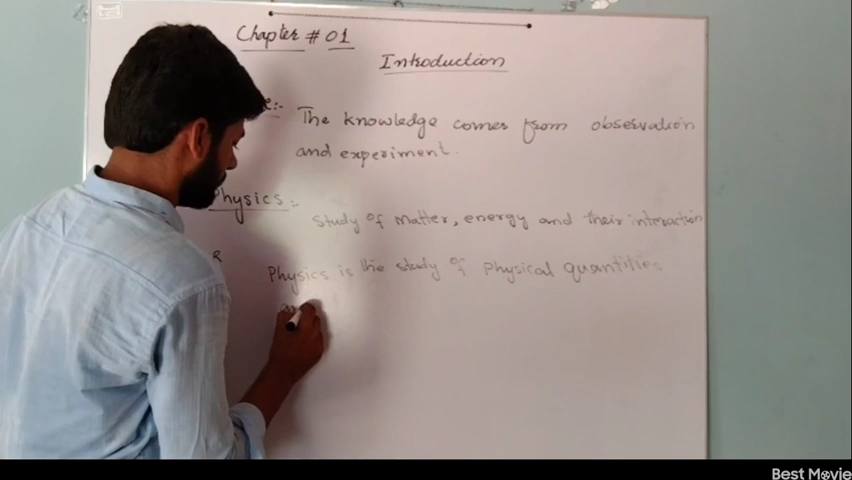 Chapter # 01
Introduction
The knowledge comes from observation
and experiment.
Physics :-
Study of Matter, energy and their interaction
Physics is the study of Physical quantities
Best Movie